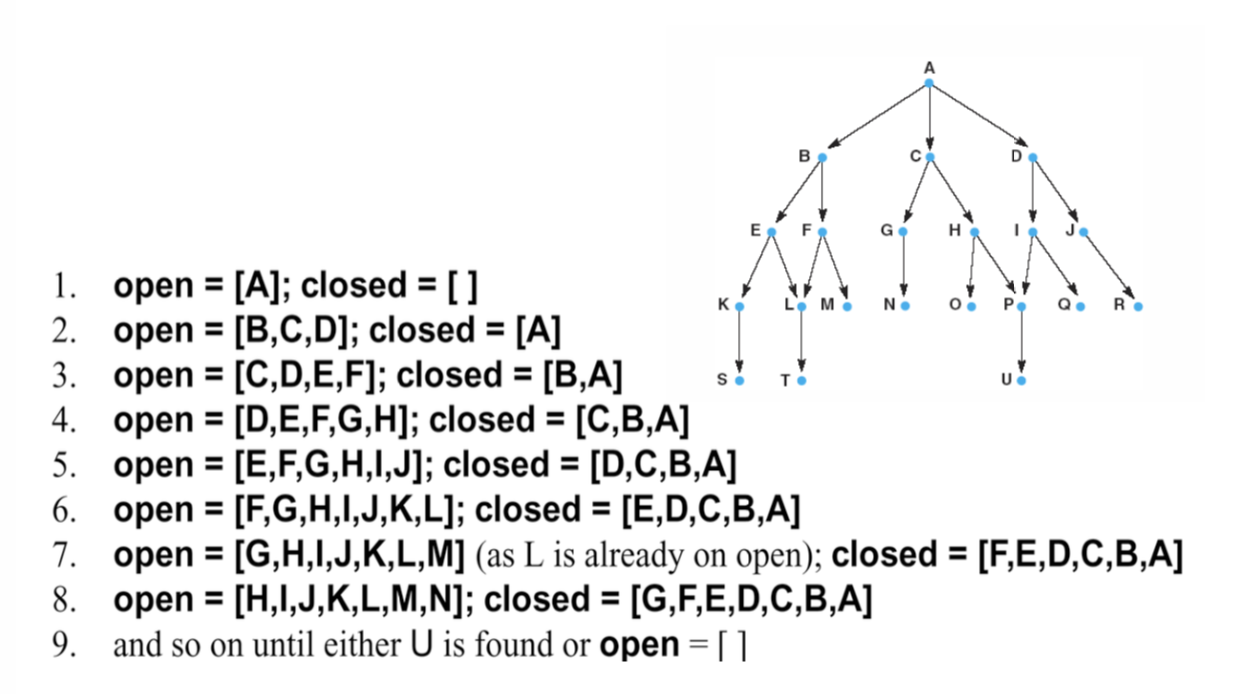 A
B C D
E F G H I J
K L M N O P Q R
S T U
1. open = [A]; closed = [ ]
2. open = [B,C,D]; closed = [A]
3. open = [C,D,E,F]; closed = [B,A]
4. open = [D,E,F,G,H]; closed = [C,B,A]
5. open = [E,F,G,H,I,J]; closed = [D,C,B,A]
6. open = [F,G,H,I,J,K,L]; closed = [E,D,C,B,A]
7. open = [G,H,I,J,K,L,M] (as L is already on open); closed = [F,E,D,C,B,A]
8. open = [H,I,J,K,L,M,N]; closed = [G,F,E,D,C,B,A]
9. and so on until either U is found or open = [ ]